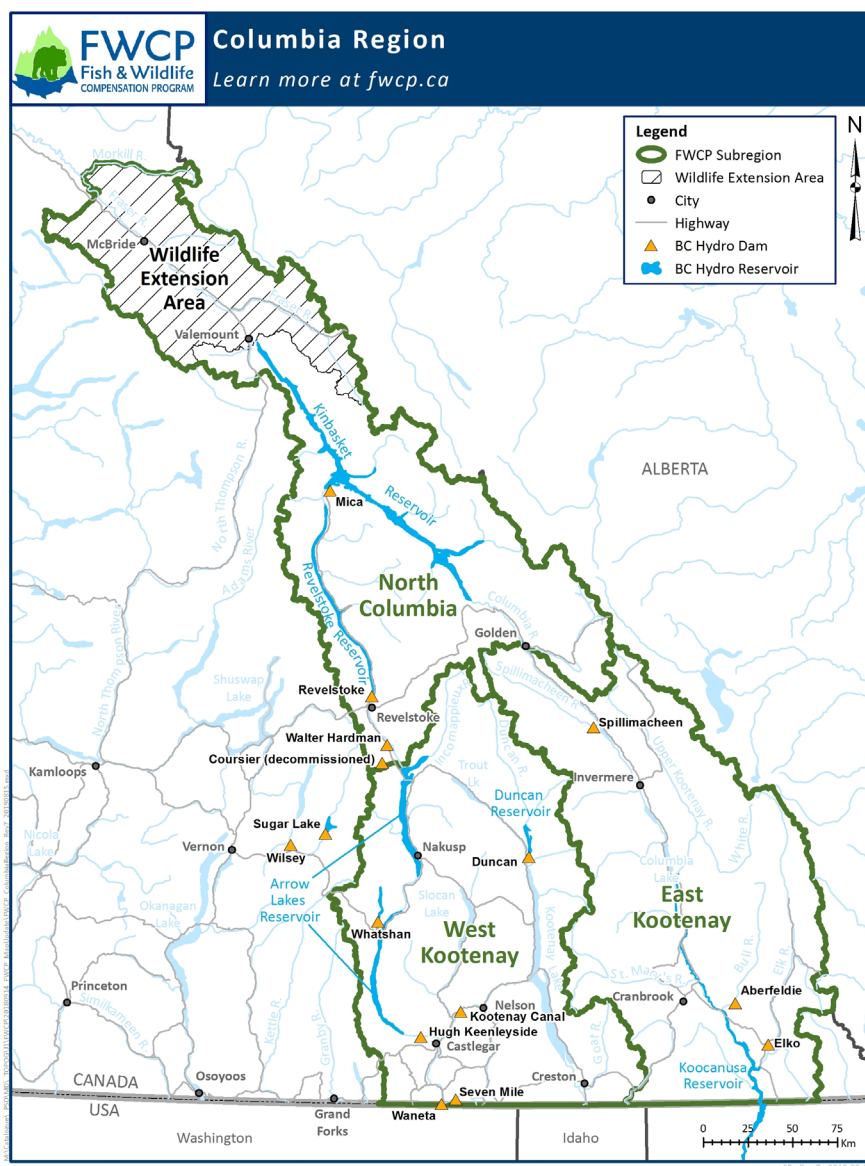 FWCP
Fish & Wildlife
COMPENSATION PROGRAM
Columbia Region
Learn more at fwcp.ca
N
Legend
FWCP Subregion
Wildlife Extension Area
City
Highway
BC Hydro Dam
BC Hydro Reservoir
Morkill R.
Fraser R.
McBride
Wildlife
Extension
Area
Fraser R.
Valemount
Kinbasket
Reservoir
ALBERTA
North Thompson R.
Mica
Adams River
Revelstoke Reservoir
North
Columbia
Columbia R.
Golden
North Thompson River
Shuswap
Lake
Revelstoke
Revelstoke
Incomappleux
Spillimacheen R.
Spillimacheen
Duncan R.
Walter Hardman
Coursier (decommissioned)
Upper Kootenay R.
Trout
Lk
Kamloops
Invermere
Duncan
Reservoir
White R.
Sugar Lake
Nicola
Lake
Vernon
Wilsey
Nakusp
Duncan
Columbia
Lake
Arrow
Lakes
Reservoir
Slocan
Lake
East
Kootenay
Okanagan
Lake
Whatshan
West
Kootenay
Kootenay Lake
Bull R.
Elk R.
St. Mary's R.
Princeton
Similkameen R.
Kettle R.
Granby R.
Nelson
Kootenay Canal
Cranbrook
Aberfeldie
Hugh Keenleyside
Castlegar
Goat R.
Elko
Koocanusa
Reservoir
CANADA
USA
Osoyoos
Creston
Seven Mile
Waneta
Grand
Forks
Washington
Idaho
0 25 50 75
Km